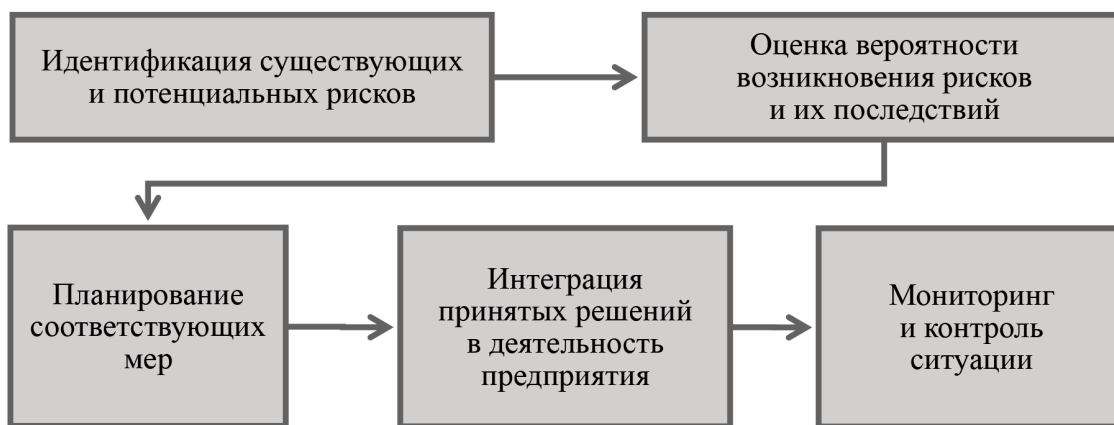 Идентификация существующих
и потенциальных рисков
Оценка вероятности
возникновения рисков
и их последствий
Планирование
соответствующих
мер
Интеграция
принятых решений
в деятельность
предприятия
Мониторинг
и контроль
ситуации